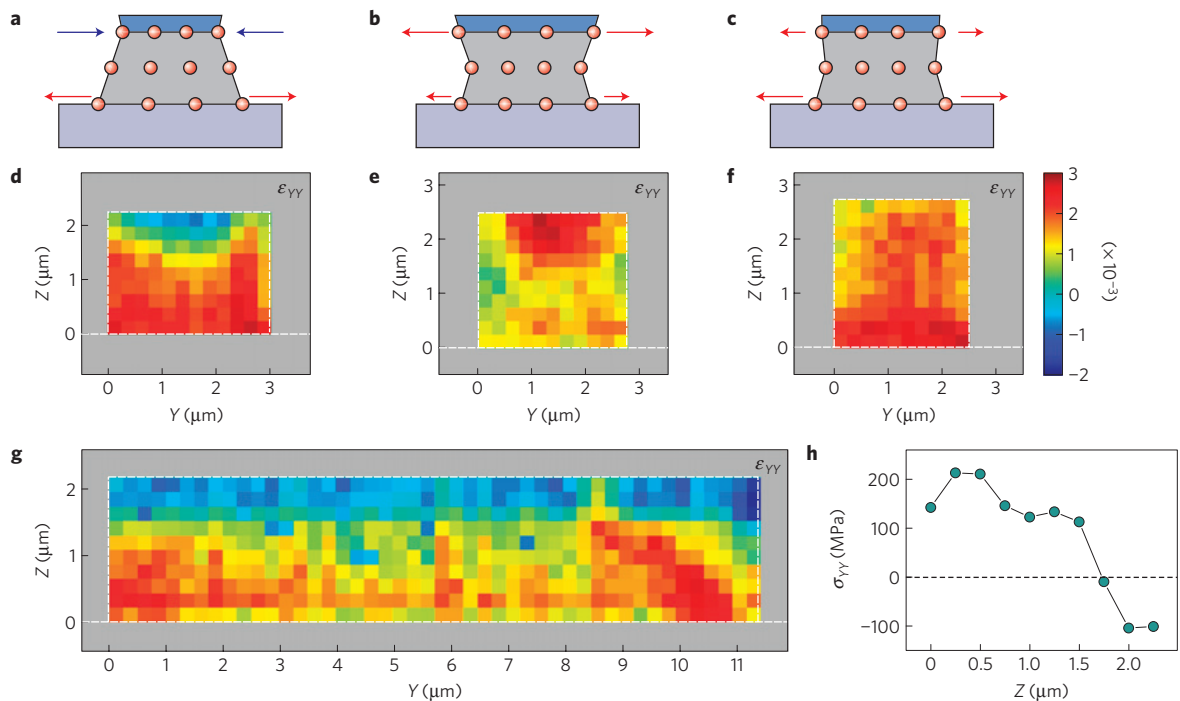 a
b
c
d
e
f
ε_YY
ε_YY
ε_YY
3
2
1
0
−1
−2
(× 10⁻³)
2
1
0
Z (µm)
0 1 2 3
Y (µm)
3
2
1
0
Z (µm)
0 1 2 3
Y (µm)
3
2
1
0
Z (µm)
0 1 2 3
Y (µm)
g
ε_YY
2
1
0
Z (µm)
0 1 2 3 4 5 6 7 8 9 10 11
Y (µm)
h
200
100
0
−100
σ_YY (MPa)
0 0.5 1.0 1.5 2.0
Z (µm)